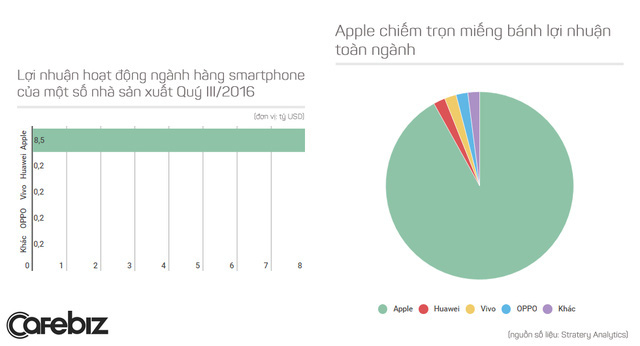 Lợi nhuận hoạt động ngành hàng smartphone
của một số nhà sản xuất Quý III/2016
(đơn vị: tỷ USD)
Apple
8,5
Huawei
0,2
Vivo
0,2
OPPO
0,2
Khác
0,2
0 1 2 3 4 5 6 7 8
Apple chiếm trọn miếng bánh lợi nhuận
toàn ngành
Apple Huawei Vivo OPPO Khác
(nguồn số liệu: Stratery Analytics)
CAFEBIZ